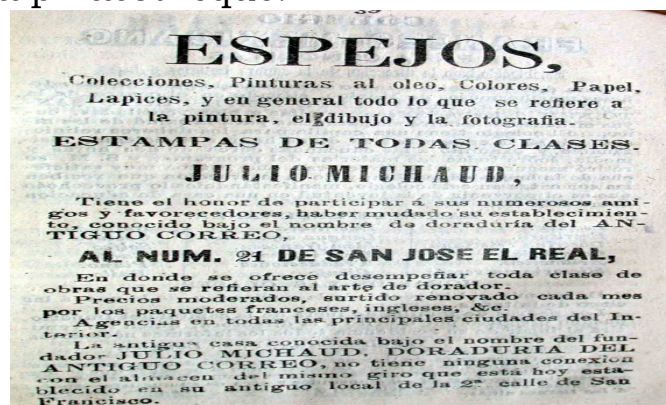 ESPEJOS,
Colecciones, Pinturas al oleo, Colores, Papel,
Lapices, y en general todo lo que se refiere a
la pintura, el dibujo y la fotografia.
ESTAMPAS DE TODAS CLASES.
JULIO MICHAUD,
Tiene el honor de participar á sus numerosos ami-
gos y favorecedores, haber mudado su establecimien-
to, conocido bajo el nombre de doraduría del AN-
TIGUO CORREO,
AL NUM. 21 DE SAN JOSE EL REAL,
En donde se ofrece desempeñar toda clase de
obras que se refieran al arte de dorador.
Precios moderados, surtido renovado cada mes
por los paquetes franceses, ingleses, &c.
Agencias en todas las principales ciudades del In-
terior.
La antigua casa conocida bajo el nombre del fun-
dador JULIO MICHAUD, DORADURIA DEL
ANTIGUO CORREO, no tiene ninguna conexion
con el almacen del mismo giro que está hoy esta-
blecido en su antiguo local de la 2ª calle de San
Francisco.